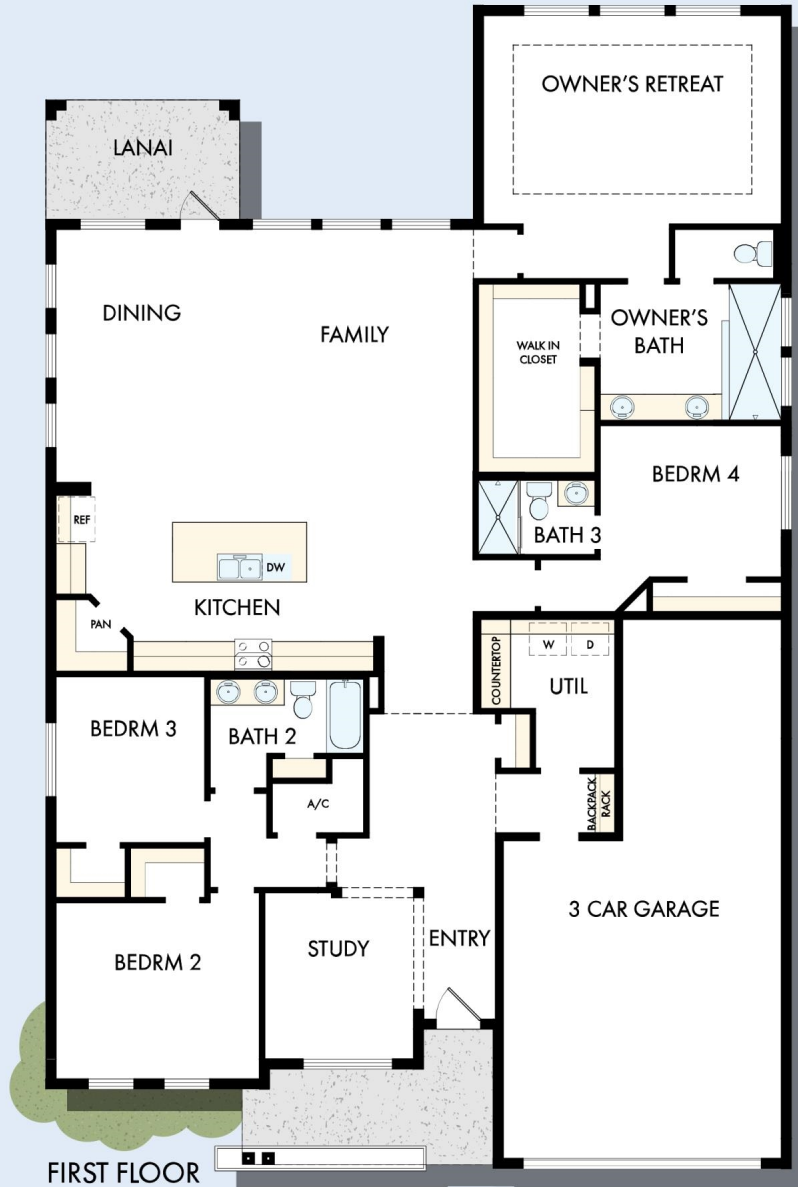 OWNER'S RETREAT
LANAI
DINING
FAMILY
WALK IN
CLOSET
OWNER'S
BATH
BEDRM 4
REF
BATH 3
DW
KITCHEN
PAN
COUNTERTOP
W
D
UTIL
BEDRM 3
BATH 2
A/C
BACKPACK
RACK
3 CAR GARAGE
STUDY
ENTRY
BEDRM 2
FIRST FLOOR